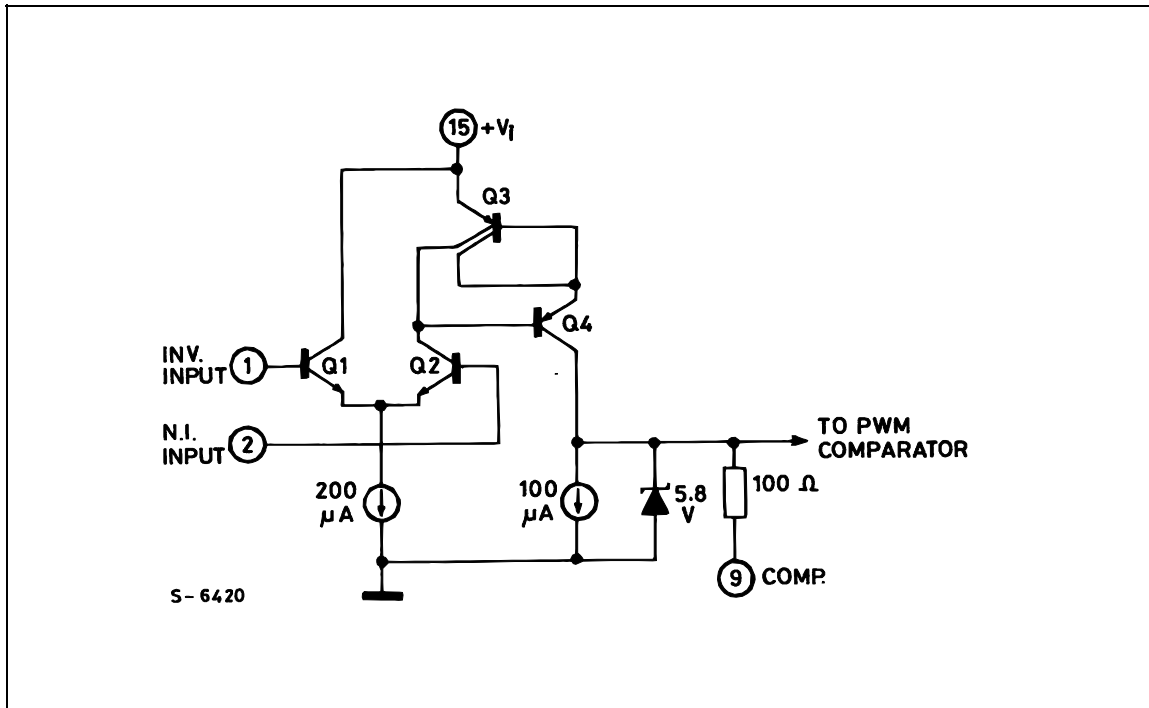 15 +Vi
Q3
Q4
INV.
INPUT
1
Q1
Q2
N.I.
INPUT
2
TO PWM
COMPARATOR
200
µA
100
µA
5.8
V
100 Ω
9 COMP.
S-6420